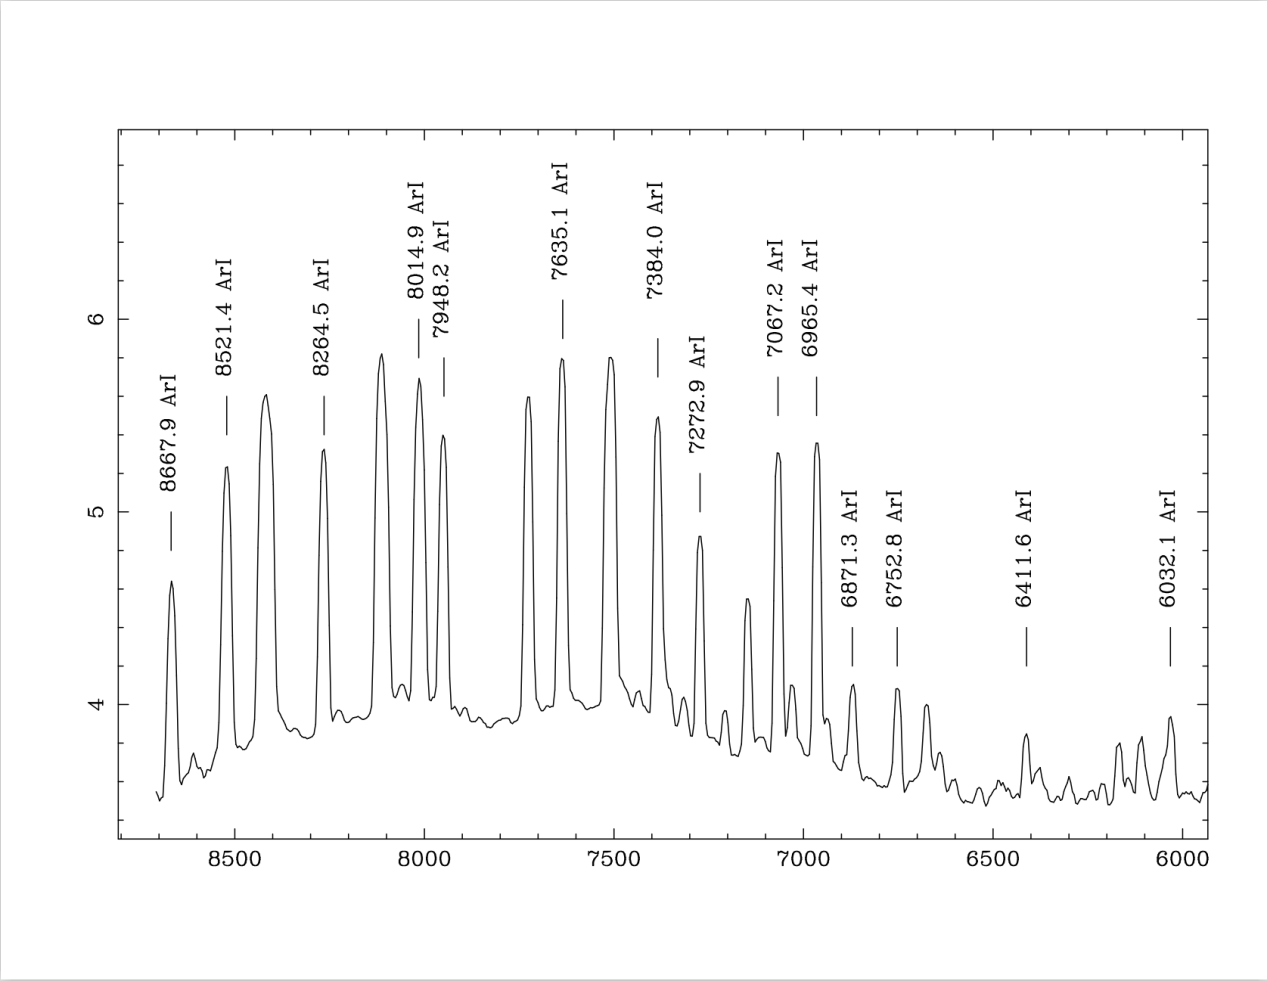 8667.9 ArI
8521.4 ArI
8264.5 ArI
8014.9 ArI
7948.2 ArI
7635.1 ArI
7384.0 ArI
7272.9 ArI
7067.2 ArI
6965.4 ArI
6871.3 ArI
6752.8 ArI
6411.6 ArI
6032.1 ArI
6
5
4
8500 8000 7500 7000 6500 6000